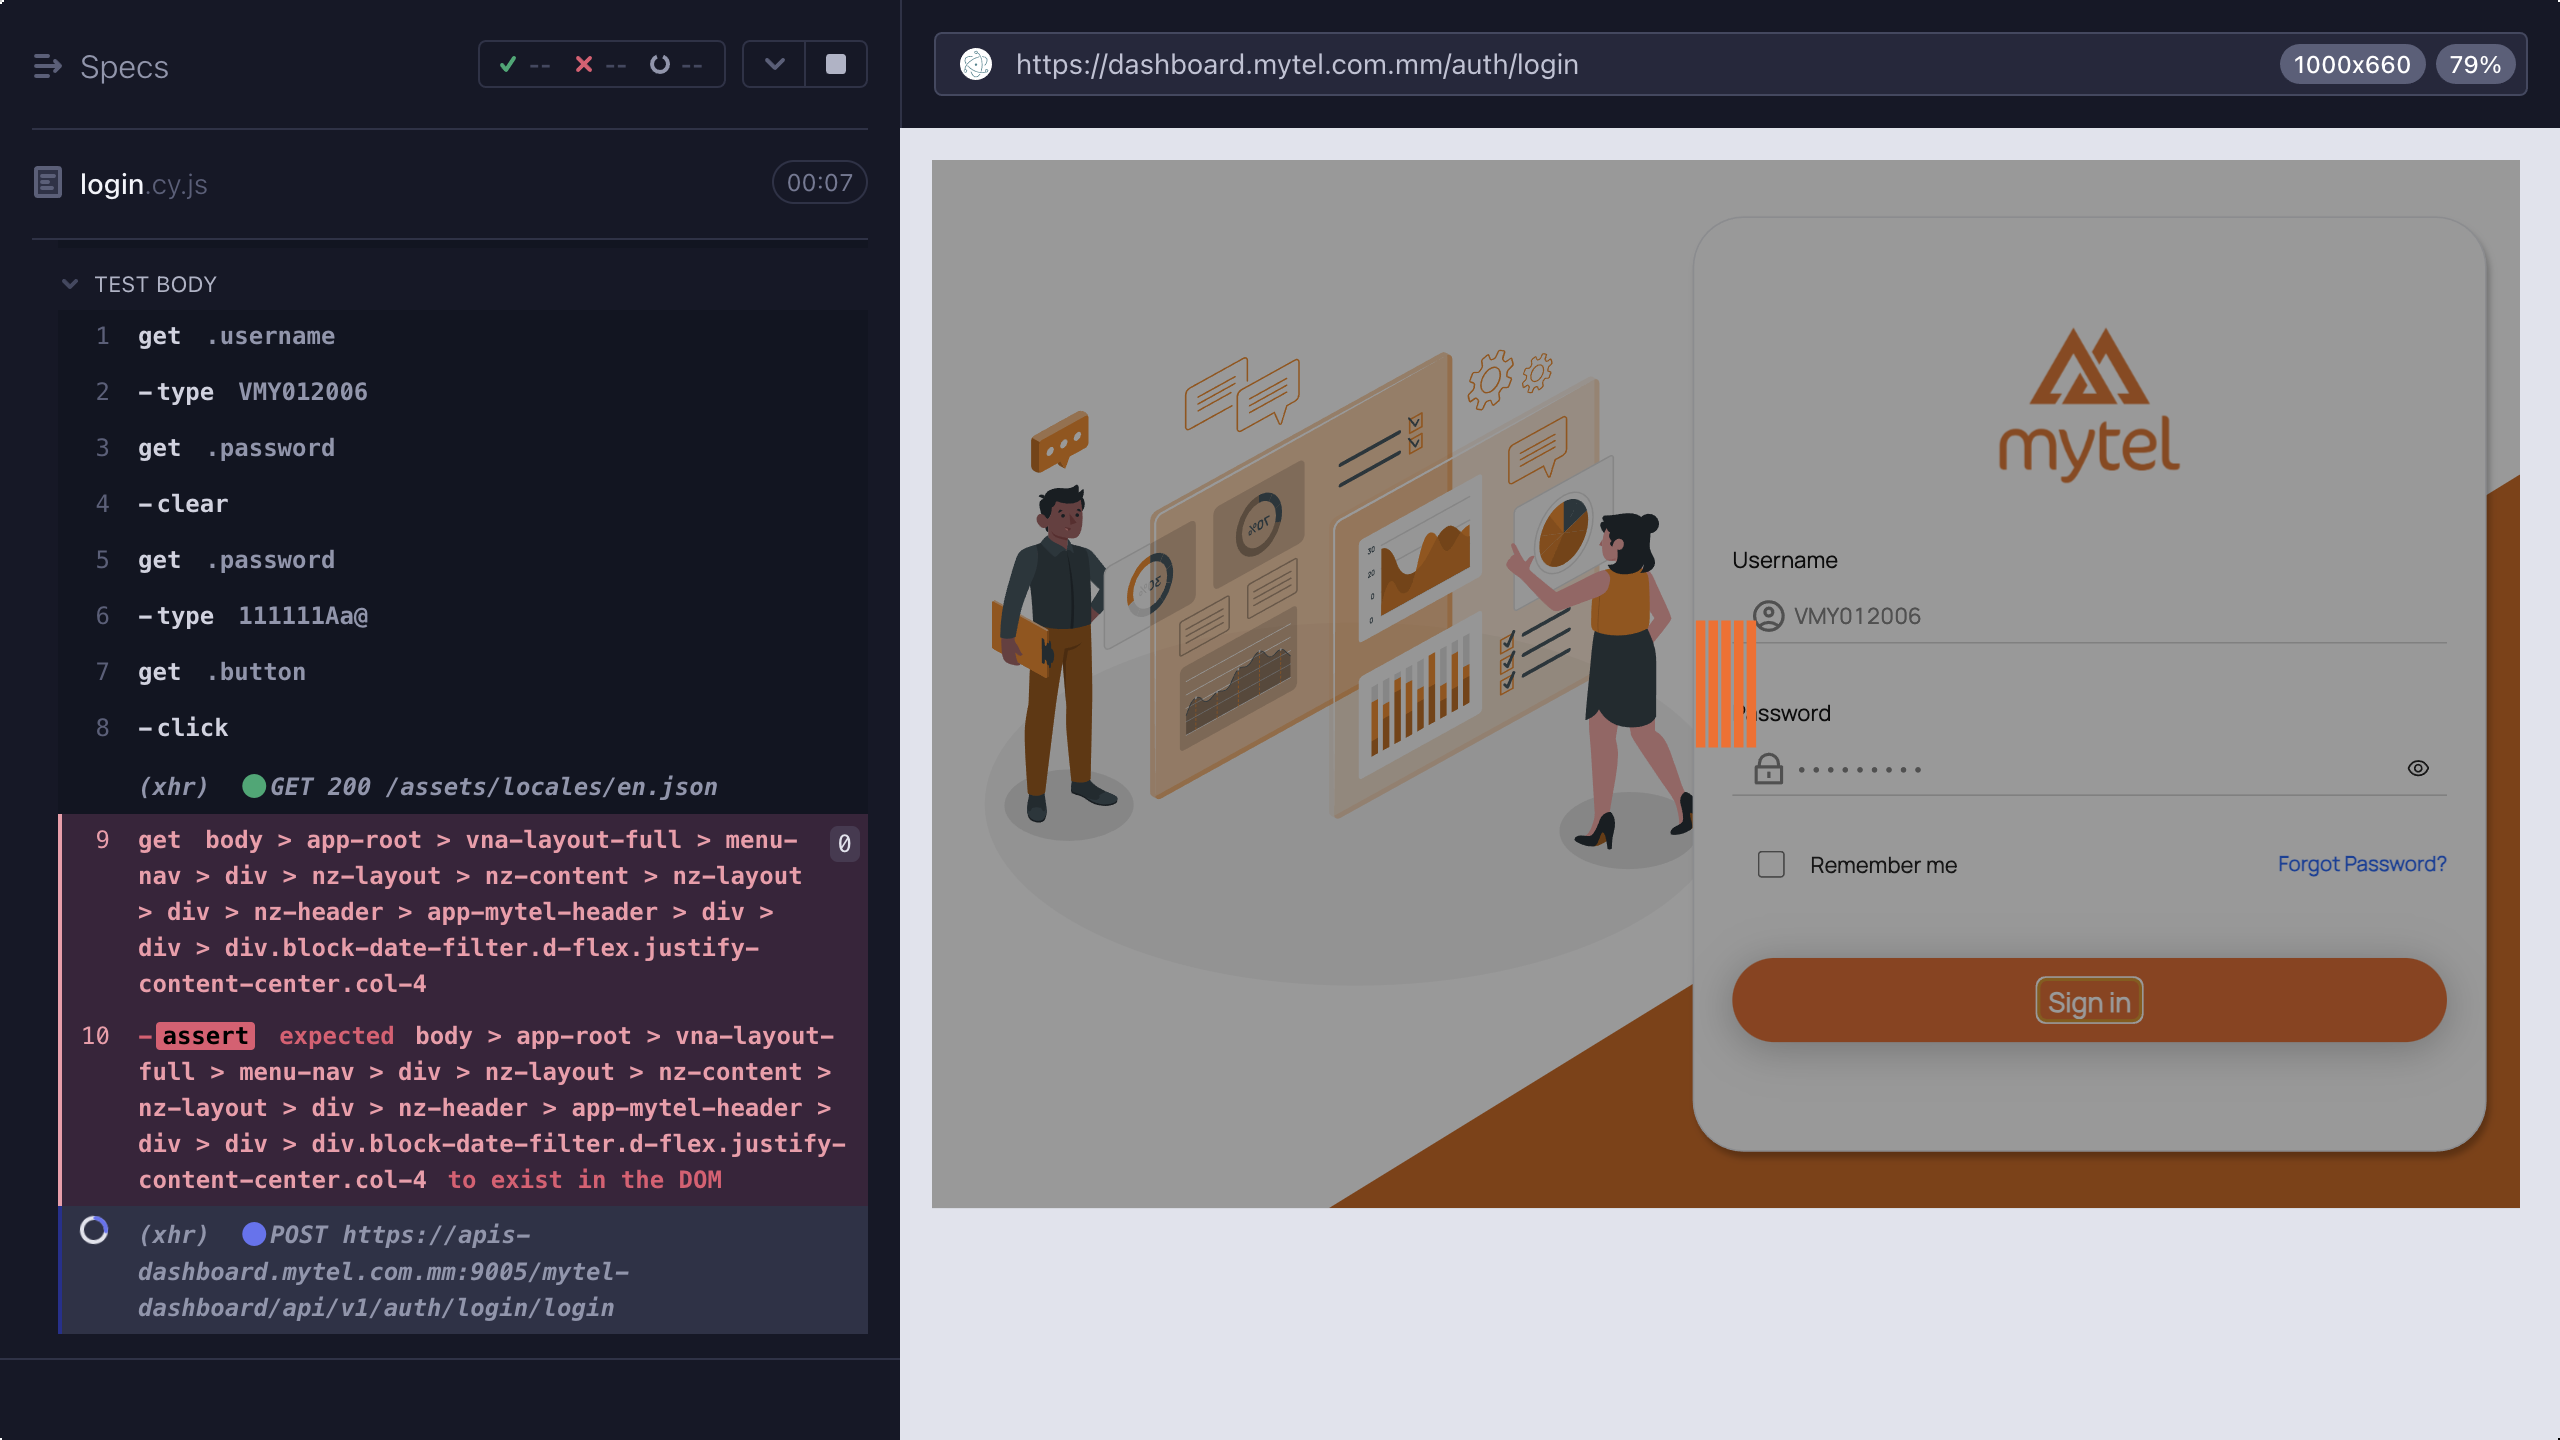 Specs
-- -- --
login.cy.js
00:07
TEST BODY
1 get .username
2 -type VMY012006
3 get .password
4 -clear
5 get .password
6 -type 111111Aa@
7 get .button
8 -click
(xhr) GET 200 /assets/locales/en.json
9 get body > app-root > vna-layout-full > menu- 0
nav > div > nz-layout > nz-content > nz-layout
> div > nz-header > app-mytel-header > div >
div > div.block-date-filter.d-flex.justify-
content-center.col-4
10 -assert expected body > app-root > vna-layout-
full > menu-nav > div > nz-layout > nz-content >
nz-layout > div > nz-header > app-mytel-header >
div > div > div.block-date-filter.d-flex.justify-
content-center.col-4 to exist in the DOM
(xhr) POST https://apis-
dashboard.mytel.com.mm:9005/mytel-
dashboard/api/v1/auth/login/login
https://dashboard.mytel.com.mm/auth/login
1000x660 79%
mytel
Username
VMY012006
Password
Remember me
Forgot Password?
Sign in